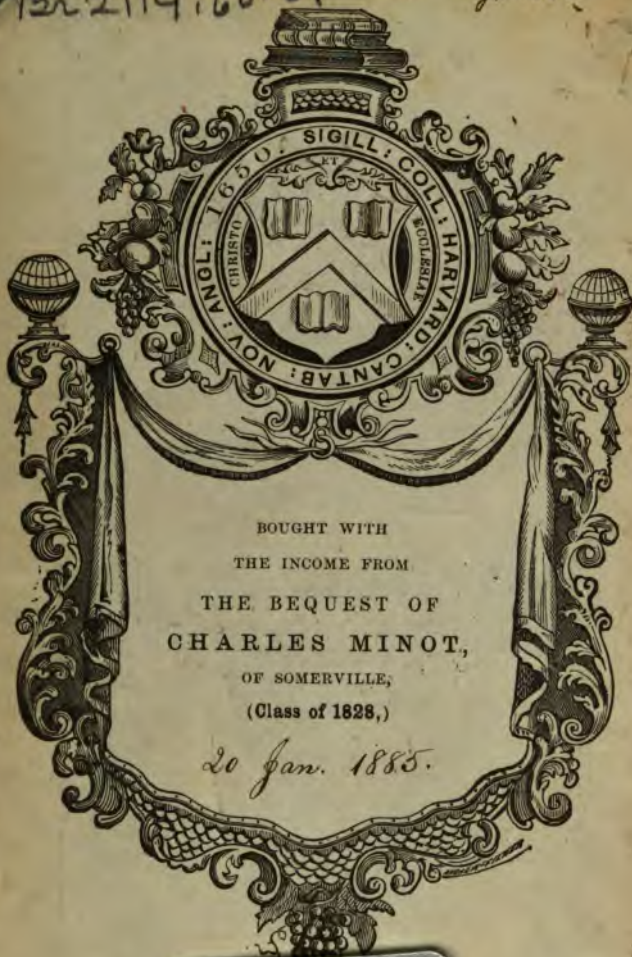 SIGILL : COLL : HARVARD : CANTAB : NOV : ANGL : 1650.
ET
CHRISTO
ECCLESIAE
BOUGHT WITH
THE INCOME FROM
THE BEQUEST OF
CHARLES MINOT,
OF SOMERVILLE,
(Class of 1828,)
20 Jan. 1885.